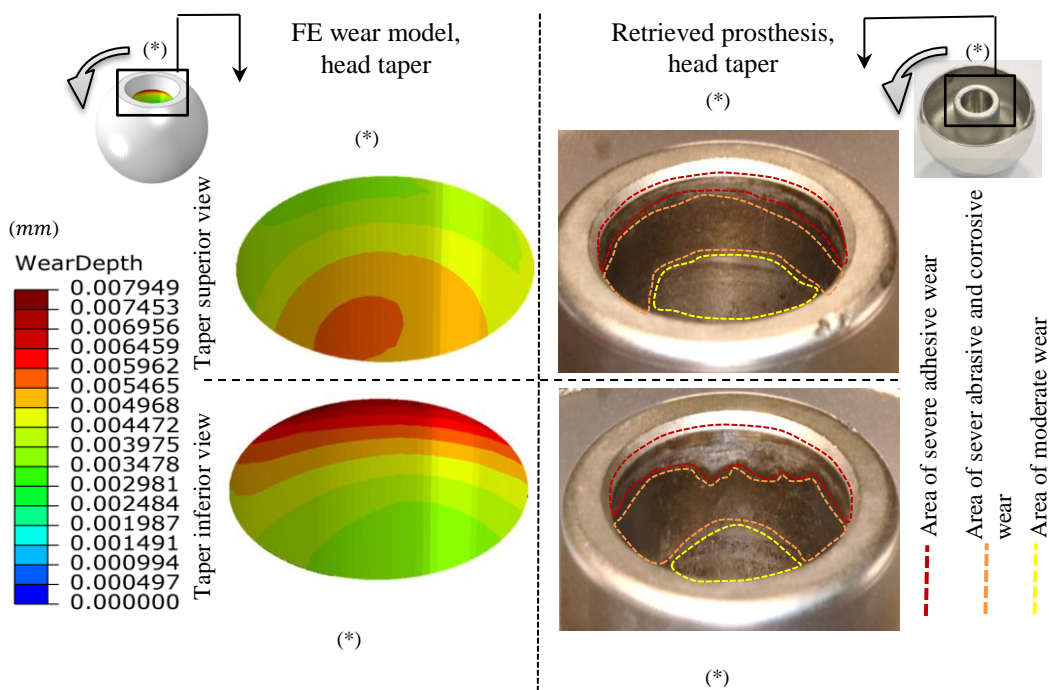 (*)
FE wear model,
head taper
(*)
Retrieved prosthesis,
head taper
(*)
(*)
(mm)
WearDepth
0.007949
0.007453
0.006956
0.006459
0.005962
0.005465
0.004968
0.004472
0.003975
0.003478
0.002981
0.002484
0.001987
0.001491
0.000994
0.000497
0.000000
Taper superior view
Taper inferior view
(*)
(*)
Area of severe adhesive wear
Area of sever abrasive and corrosive
wear
Area of moderate wear